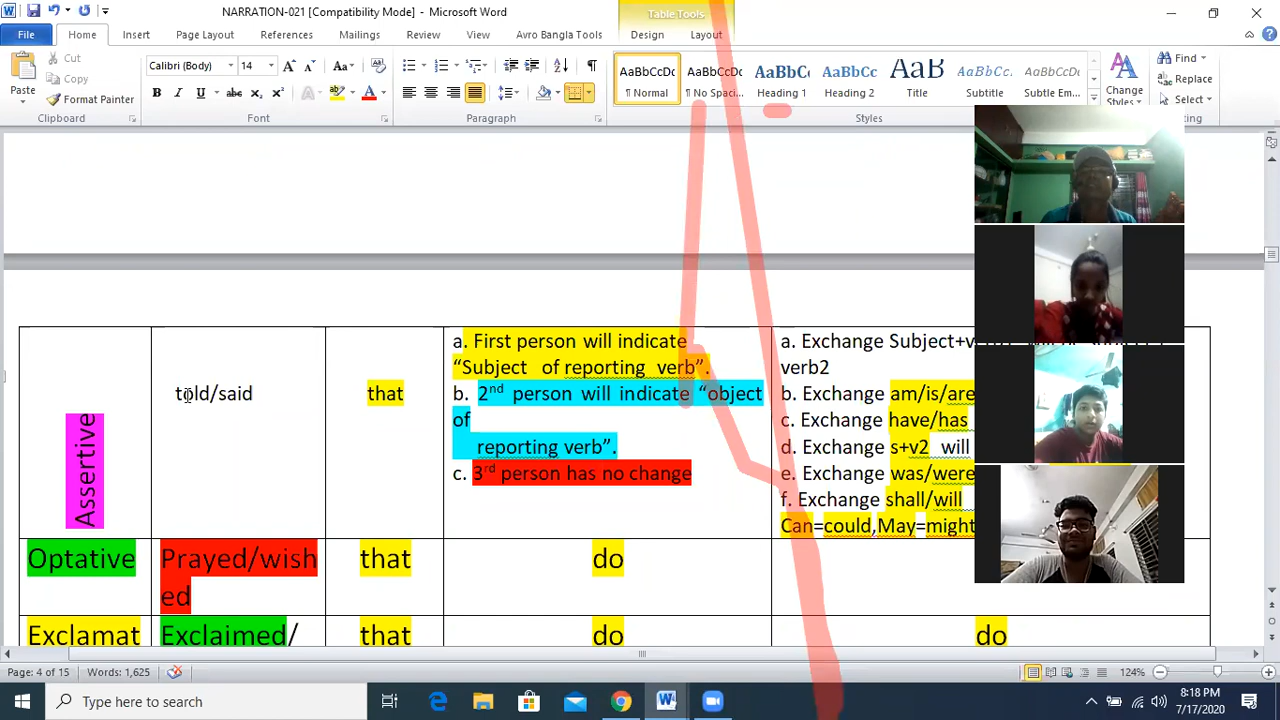 NARRATION-021 [Compatibility Mode] - Microsoft Word
Table Tools
File Home Insert Page Layout References Mailings Review View Avro Bangla Tools Design Layout
Paste
Cut
Copy
Format Painter
Clipboard
Calibri (Body) 14
Font
Paragraph
AaBbCcDc AaBbCcDc AaBbCc AaBbCc AaB AaBbCcDc AaBbCcDc
¶ Normal ¶ No Spaci... Heading 1 Heading 2 Title Subtitle Subtle Em...
Styles
Change
Styles
Find
Replace
Select
Assertive
told/said
that
a. First person will indicate
“Subject of reporting verb”.
b. 2nd person will indicate “object
of
reporting verb”.
c. 3rd person has no change
a. Exchange
verb2
b. Exchange am/is/are
c. Exchange have/has
d. Exchange s+v2 will
e. Exchange was/were
f. Exchange shall/will
Can=could,May=might
Optative
Prayed/wish
ed
that
do
Exclamat
Exclaimed/
that
do
do
Page: 4 of 15 Words: 1,625 124%
Type here to search
8:18 PM
7/17/2020